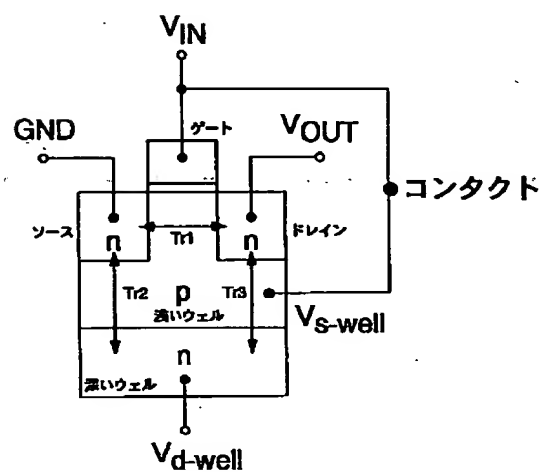 VIN
GND
ゲート
VOUT
コンタクト
ソース
n
Tr1
n
ドレイン
Tr2
p
Tr3
浅いウェル
Vs-well
n
深いウェル
Vd-well